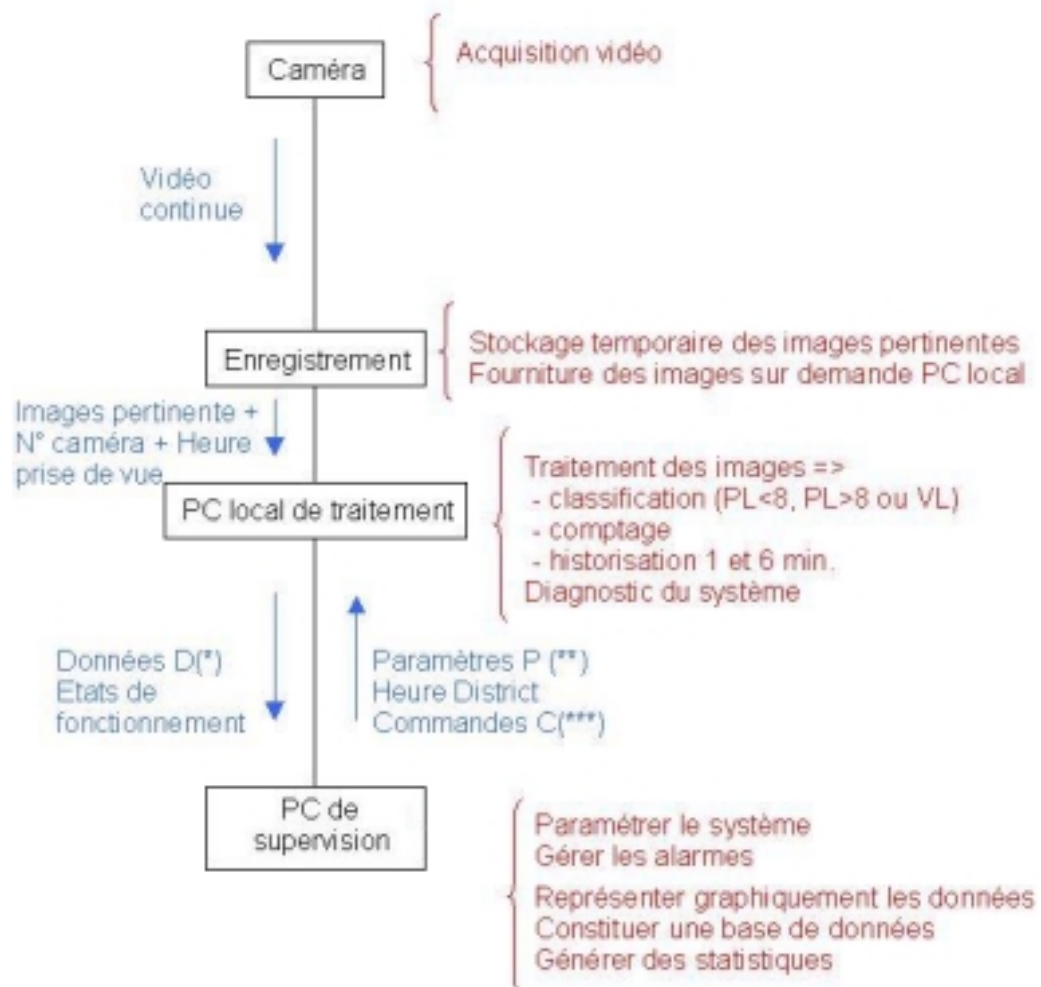 Caméra
Acquisition vidéo
Vidéo
continue
Enregistrement
Stockage temporaire des images pertinentes
Fourniture des images sur demande PC local
Images pertinente +
N° caméra + Heure
prise de vue
PC local de traitement
Traitement des images =>
- classification (PL<8, PL>8 ou VL)
- comptage
- historisation 1 et 6 min.
Diagnostic du système
Données D(*)
Etats de
fonctionnement
Paramètres P (**)
Heure District
Commandes C(***)
PC de
supervision
Paramétrer le système
Gérer les alarmes
Représenter graphiquement les données
Constituer une base de données
Générer des statistiques